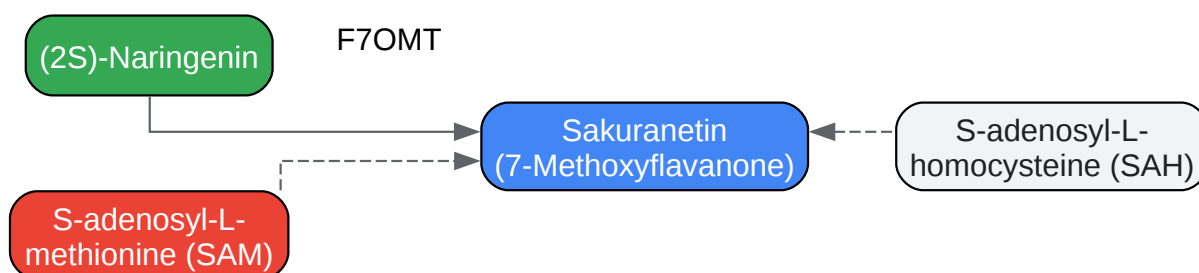 (2S)-Naringenin
F7OMT
Sakuranetin
(7-Methoxyflavanone)
S-adenosyl-L-
homocysteine (SAH)
S-adenosyl-L-
methionine (SAM)